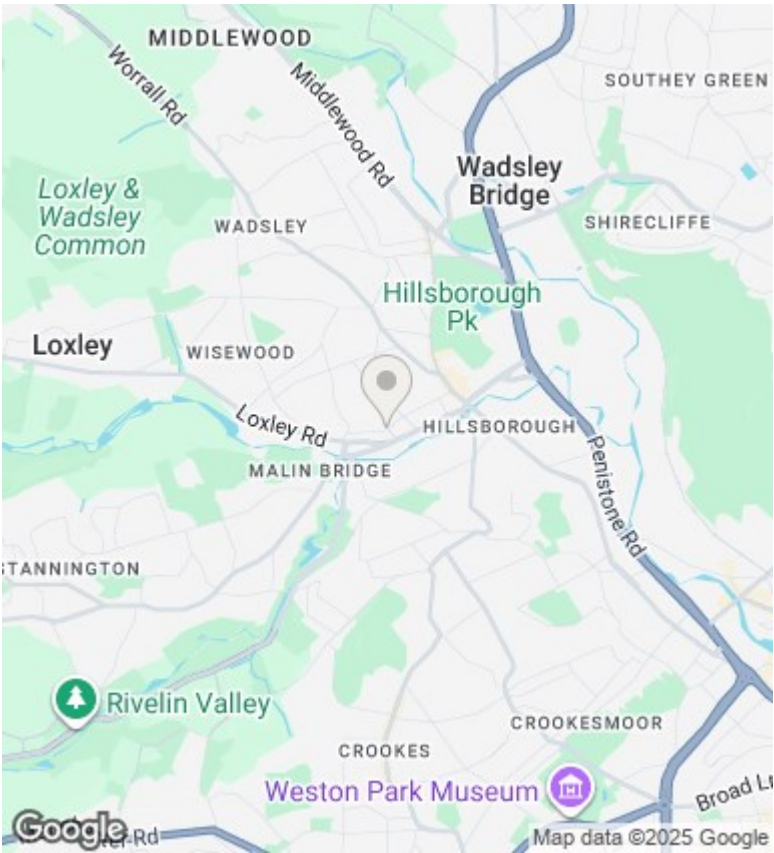 MIDDLEWOOD
Worrall Rd
Middlewood Rd
SOUTHEY GREEN
Wadsley
Bridge
Loxley &
Wadsley
Common
WADSLEY
SHIRECLIFFE
Hillsborough
Pk
Loxley
WISEWOOD
Loxley Rd
HILLSBOROUGH
MALIN BRIDGE
Penistone Rd
STANNINGTON
Rivelin Valley
CROOKESMOOR
CROOKES
Weston Park Museum
Broad L
Google
er Rd
Map data ©2025 Google